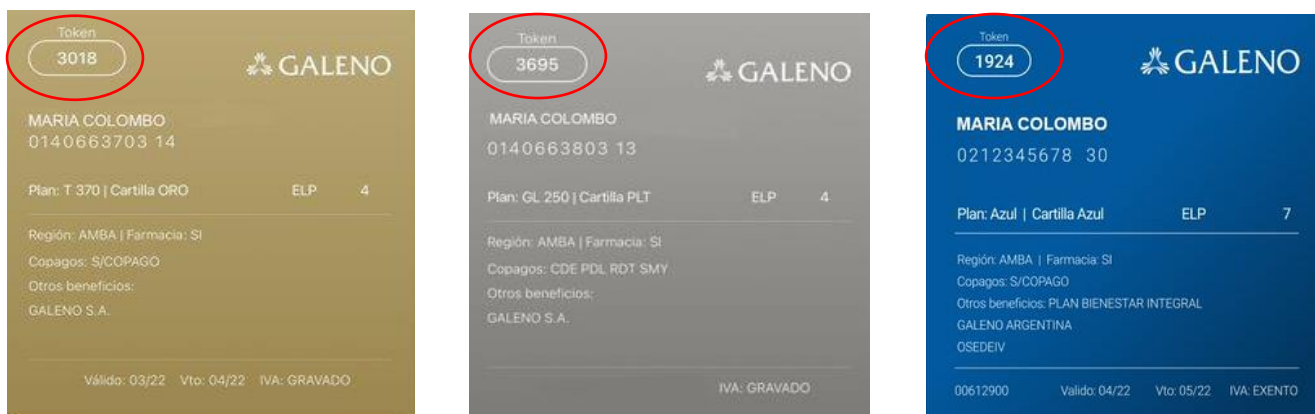 Token
3018
GALENO
MARIA COLOMBO
0140663703 14
Plan: T 370 | Cartilla ORO ELP 4
Región: AMBA | Farmacia: SI
Copagos: S/COPAGO
Otros beneficios:
GALENO S.A.
Válido: 03/22 Vto: 04/22 IVA: GRAVADO
Token
3695
GALENO
MARIA COLOMBO
0140663803 13
Plan: GL 250 | Cartilla PLT ELP 4
Región: AMBA | Farmacia: SI
Copagos: CDE PDL RDT SMY
Otros beneficios:
GALENO S.A.
IVA: GRAVADO
Token
1924
GALENO
MARIA COLOMBO
0212345678 30
Plan: Azul | Cartilla Azul ELP 7
Región: AMBA | Farmacia: SI
Copagos: S/COPAGO
Otros beneficios: PLAN BIENESTAR INTEGRAL
GALENO ARGENTINA
OSEDEIV
00612900 Valido: 04/22 Vto: 05/22 IVA: EXENTO